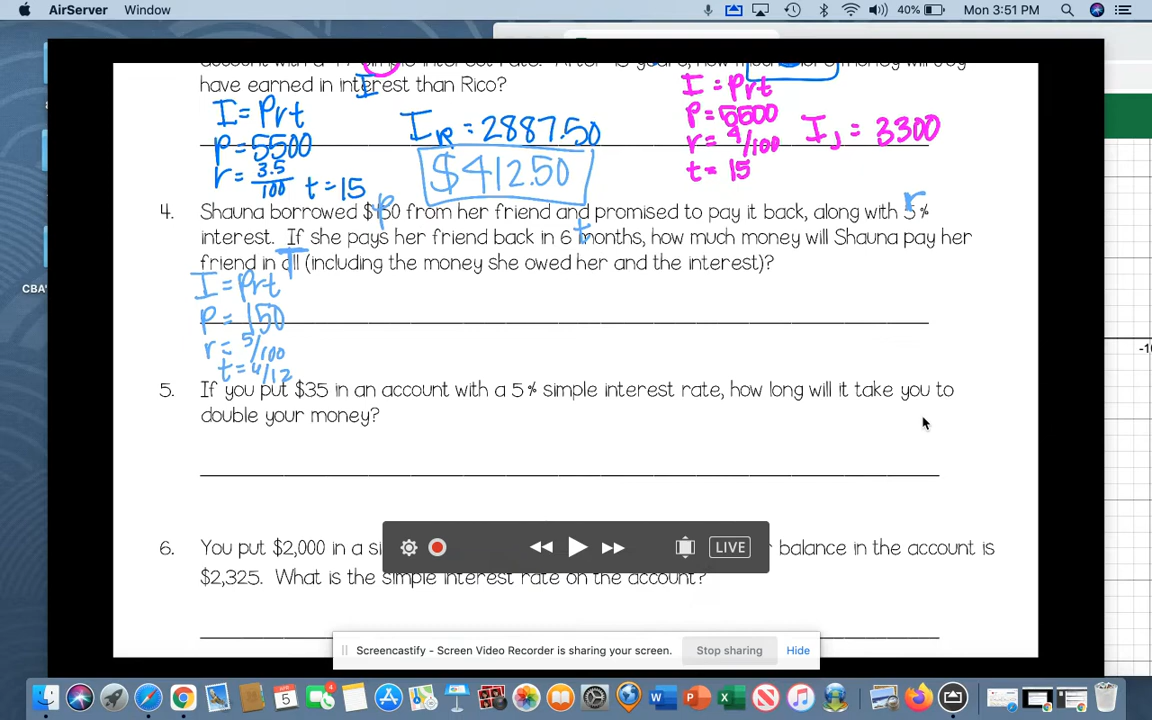 AirServer Window 40% Mon 3:51 PM
have earned in interest than Rico?
I
I = Prt
P = 5500
r = 3.5/100 t = 15
I_R = 2887.50
$412.50
I = Prt
P = 5500
r = 4/100
t = 15
I_J = 3300
4. Shauna borrowed $150 from her friend and promised to pay it back, along with 5%
interest. If she pays her friend back in 6 months, how much money will Shauna pay her
friend in all (including the money she owed her and the interest)?
P
r
t
T
I = Prt
P = 150
r = 5/100
5. If you put $35 in an account with a 5% simple interest rate, how long will it take you to
double your money?
6. You put $2,000 in a si balance in the account is
$2,325. What is the simple interest rate on the account?
LIVE
Screencastify - Screen Video Recorder is sharing your screen. Stop sharing Hide
CBA'
-10